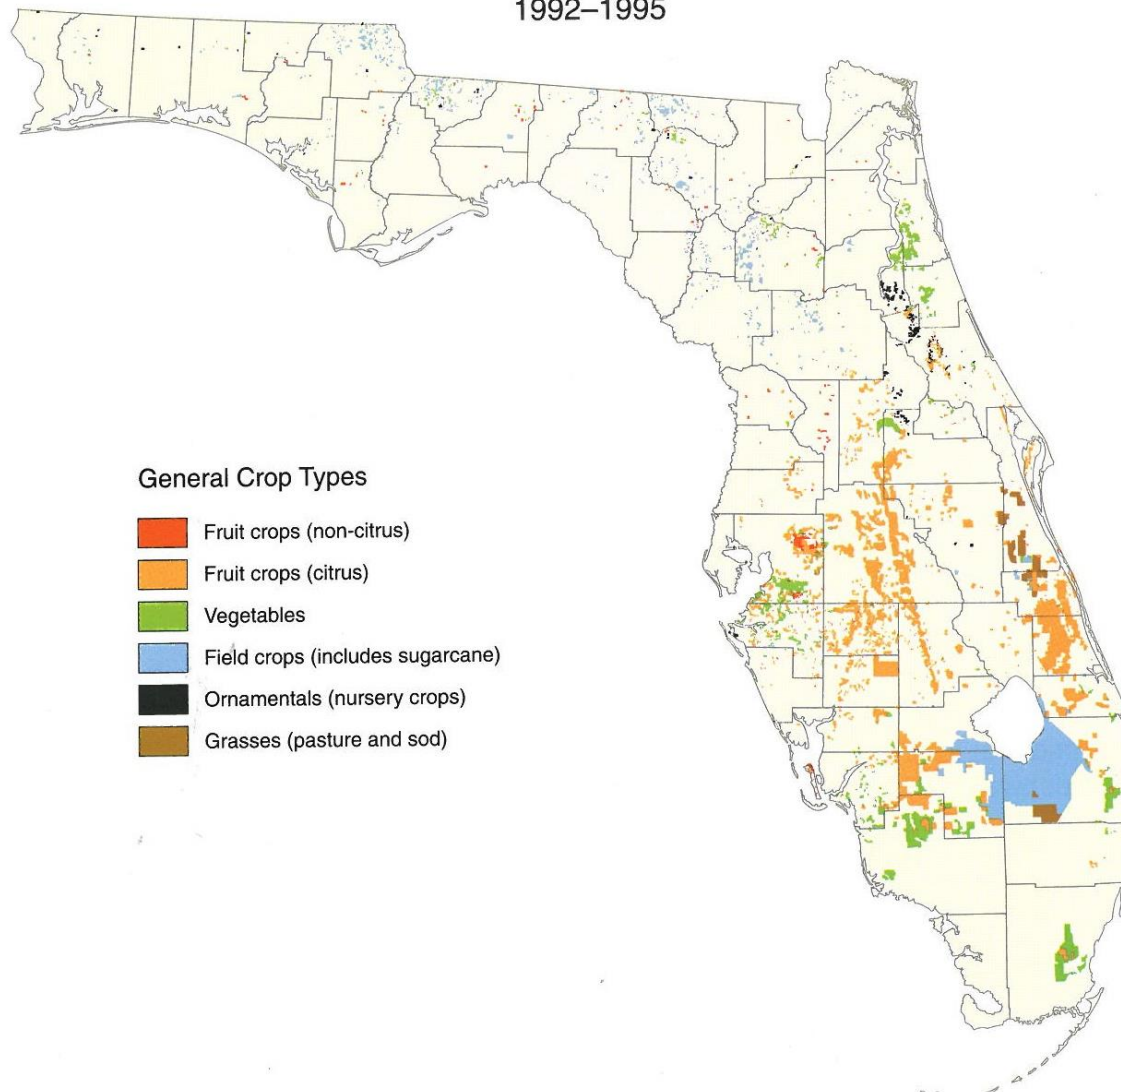 1992–1995
General Crop Types
Fruit crops (non-citrus)
Fruit crops (citrus)
Vegetables
Field crops (includes sugarcane)
Ornamentals (nursery crops)
Grasses (pasture and sod)